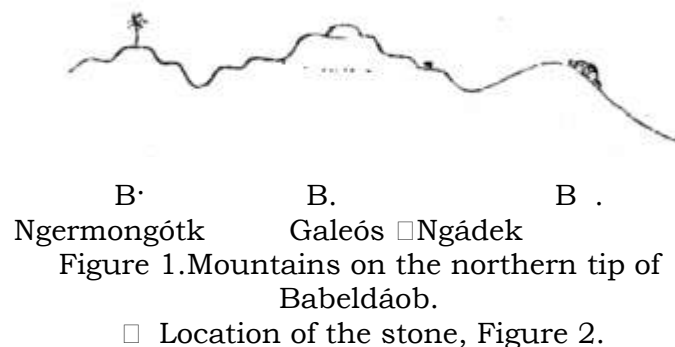 B· B. B .
Ngermongótk Galeós □Ngádek
Figure 1.Mountains on the northern tip of
Babeldáob.
□ Location of the stone, Figure 2.